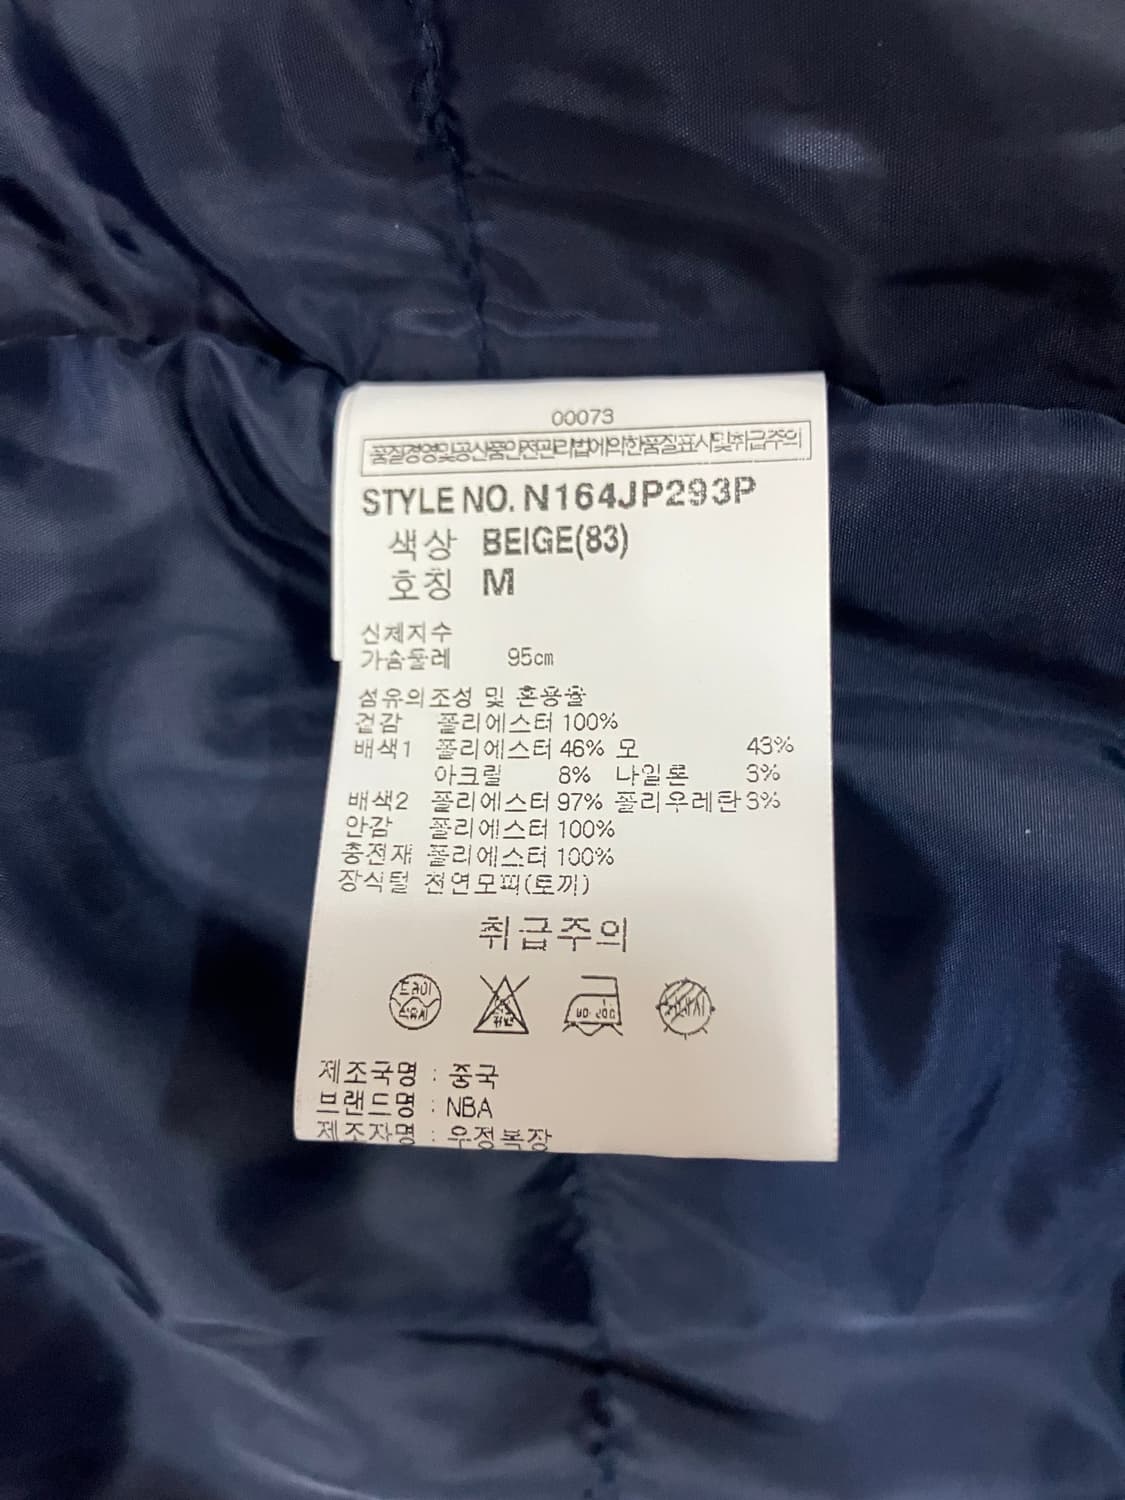 00073
품질경영및공산품안전관리법에의한품질표시및취급주의
STYLE NO. N164JP293P
색상 BEIGE(83)
호칭 M
신체치수
가슴둘레 95cm
섬유의조성 및 혼용율
겉감 폴리에스터 100%
배색1 폴리에스터 46% 모 43%
아크릴 8% 나일론 3%
배색2 폴리에스터 97% 폴리우레탄 3%
안감 폴리에스터 100%
충전재 폴리에스터 100%
장식털 천연모피(토끼)
취급주의
드라이
석유계
제조국명 : 중국
브랜드명 : NBA
제조자명 : 우정복장